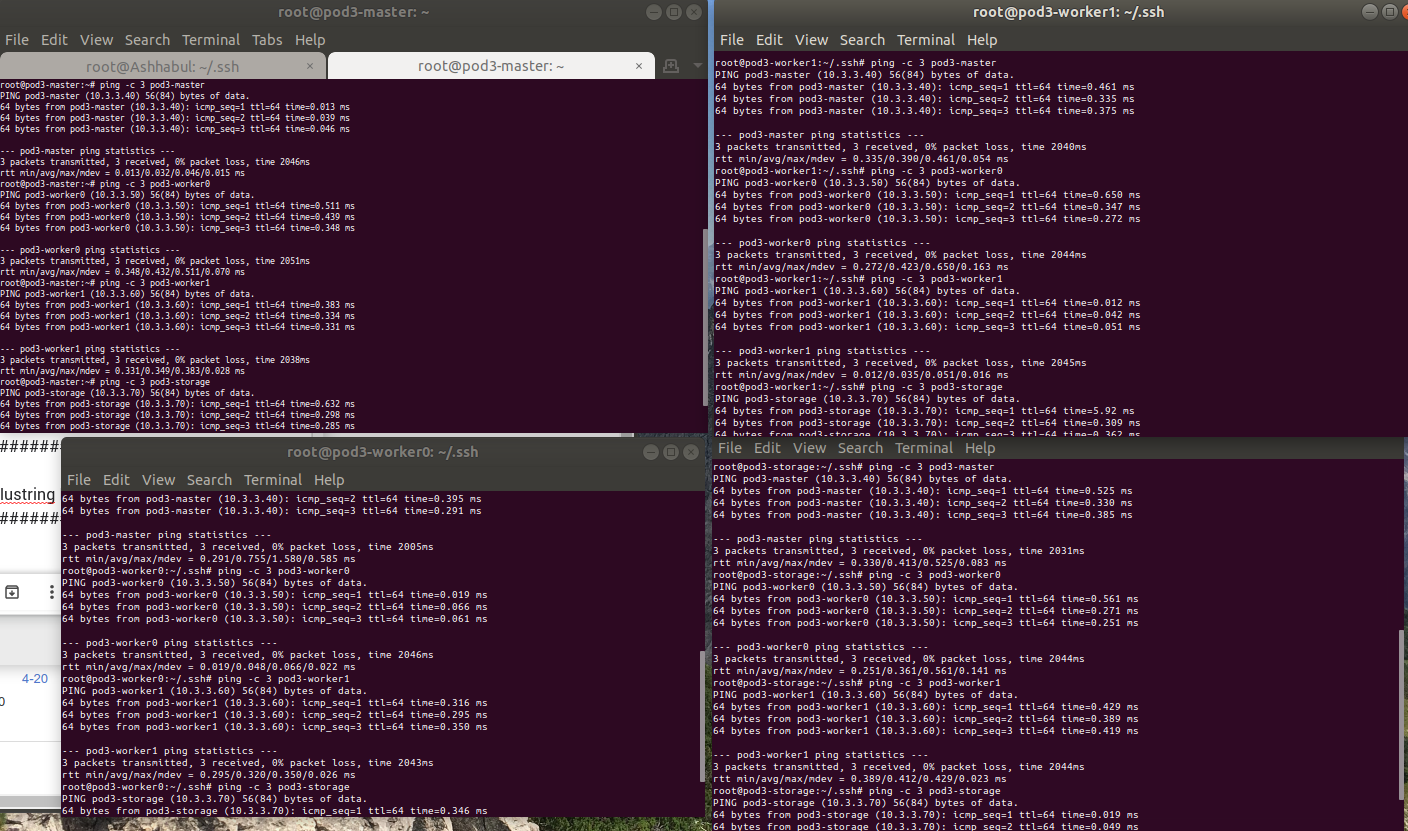 root@pod3-master: ~
File Edit View Search Terminal Tabs Help
root@Ashhabul: ~/.ssh ×
root@pod3-master: ~ ×
root@pod3-master:~# ping -c 3 pod3-master
PING pod3-master (10.3.3.40) 56(84) bytes of data.
64 bytes from pod3-master (10.3.3.40): icmp_seq=1 ttl=64 time=0.013 ms
64 bytes from pod3-master (10.3.3.40): icmp_seq=2 ttl=64 time=0.039 ms
64 bytes from pod3-master (10.3.3.40): icmp_seq=3 ttl=64 time=0.046 ms
--- pod3-master ping statistics ---
3 packets transmitted, 3 received, 0% packet loss, time 2046ms
rtt min/avg/max/mdev = 0.013/0.032/0.046/0.015 ms
root@pod3-master:~# ping -c 3 pod3-worker0
PING pod3-worker0 (10.3.3.50) 56(84) bytes of data.
64 bytes from pod3-worker0 (10.3.3.50): icmp_seq=1 ttl=64 time=0.511 ms
64 bytes from pod3-worker0 (10.3.3.50): icmp_seq=2 ttl=64 time=0.439 ms
64 bytes from pod3-worker0 (10.3.3.50): icmp_seq=3 ttl=64 time=0.348 ms
--- pod3-worker0 ping statistics ---
3 packets transmitted, 3 received, 0% packet loss, time 2051ms
rtt min/avg/max/mdev = 0.348/0.432/0.511/0.070 ms
root@pod3-master:~# ping -c 3 pod3-worker1
PING pod3-worker1 (10.3.3.60) 56(84) bytes of data.
64 bytes from pod3-worker1 (10.3.3.60): icmp_seq=1 ttl=64 time=0.383 ms
64 bytes from pod3-worker1 (10.3.3.60): icmp_seq=2 ttl=64 time=0.334 ms
64 bytes from pod3-worker1 (10.3.3.60): icmp_seq=3 ttl=64 time=0.331 ms
--- pod3-worker1 ping statistics ---
3 packets transmitted, 3 received, 0% packet loss, time 2038ms
rtt min/avg/max/mdev = 0.331/0.349/0.383/0.028 ms
root@pod3-master:~# ping -c 3 pod3-storage
PING pod3-storage (10.3.3.70) 56(84) bytes of data.
64 bytes from pod3-storage (10.3.3.70): icmp_seq=1 ttl=64 time=0.632 ms
64 bytes from pod3-storage (10.3.3.70): icmp_seq=2 ttl=64 time=0.298 ms
64 bytes from pod3-storage (10.3.3.70): icmp_seq=3 ttl=64 time=0.285 ms
root@pod3-worker1: ~/.ssh
File Edit View Search Terminal Help
root@pod3-worker1:~/.ssh# ping -c 3 pod3-master
PING pod3-master (10.3.3.40) 56(84) bytes of data.
64 bytes from pod3-master (10.3.3.40): icmp_seq=1 ttl=64 time=0.461 ms
64 bytes from pod3-master (10.3.3.40): icmp_seq=2 ttl=64 time=0.335 ms
64 bytes from pod3-master (10.3.3.40): icmp_seq=3 ttl=64 time=0.375 ms
--- pod3-master ping statistics ---
3 packets transmitted, 3 received, 0% packet loss, time 2040ms
rtt min/avg/max/mdev = 0.335/0.390/0.461/0.054 ms
root@pod3-worker1:~/.ssh# ping -c 3 pod3-worker0
PING pod3-worker0 (10.3.3.50) 56(84) bytes of data.
64 bytes from pod3-worker0 (10.3.3.50): icmp_seq=1 ttl=64 time=0.650 ms
64 bytes from pod3-worker0 (10.3.3.50): icmp_seq=2 ttl=64 time=0.347 ms
64 bytes from pod3-worker0 (10.3.3.50): icmp_seq=3 ttl=64 time=0.272 ms
--- pod3-worker0 ping statistics ---
3 packets transmitted, 3 received, 0% packet loss, time 2044ms
rtt min/avg/max/mdev = 0.272/0.423/0.650/0.163 ms
root@pod3-worker1:~/.ssh# ping -c 3 pod3-worker1
PING pod3-worker1 (10.3.3.60) 56(84) bytes of data.
64 bytes from pod3-worker1 (10.3.3.60): icmp_seq=1 ttl=64 time=0.012 ms
64 bytes from pod3-worker1 (10.3.3.60): icmp_seq=2 ttl=64 time=0.042 ms
64 bytes from pod3-worker1 (10.3.3.60): icmp_seq=3 ttl=64 time=0.051 ms
--- pod3-worker1 ping statistics ---
3 packets transmitted, 3 received, 0% packet loss, time 2045ms
rtt min/avg/max/mdev = 0.012/0.035/0.051/0.016 ms
root@pod3-worker1:~/.ssh# ping -c 3 pod3-storage
PING pod3-storage (10.3.3.70) 56(84) bytes of data.
64 bytes from pod3-storage (10.3.3.70): icmp_seq=1 ttl=64 time=5.92 ms
64 bytes from pod3-storage (10.3.3.70): icmp_seq=2 ttl=64 time=0.309 ms
64 bytes from pod3-storage (10.3.3.70): icmp_seq=3 ttl=64 time=0.362 ms
#######
lustring
#######
4-20
0
root@pod3-worker0: ~/.ssh
File Edit View Search Terminal Help
64 bytes from pod3-master (10.3.3.40): icmp_seq=2 ttl=64 time=0.395 ms
64 bytes from pod3-master (10.3.3.40): icmp_seq=3 ttl=64 time=0.291 ms
--- pod3-master ping statistics ---
3 packets transmitted, 3 received, 0% packet loss, time 2005ms
rtt min/avg/max/mdev = 0.291/0.755/1.580/0.585 ms
root@pod3-worker0:~/.ssh# ping -c 3 pod3-worker0
PING pod3-worker0 (10.3.3.50) 56(84) bytes of data.
64 bytes from pod3-worker0 (10.3.3.50): icmp_seq=1 ttl=64 time=0.019 ms
64 bytes from pod3-worker0 (10.3.3.50): icmp_seq=2 ttl=64 time=0.066 ms
64 bytes from pod3-worker0 (10.3.3.50): icmp_seq=3 ttl=64 time=0.061 ms
--- pod3-worker0 ping statistics ---
3 packets transmitted, 3 received, 0% packet loss, time 2046ms
rtt min/avg/max/mdev = 0.019/0.048/0.066/0.022 ms
root@pod3-worker0:~/.ssh# ping -c 3 pod3-worker1
PING pod3-worker1 (10.3.3.60) 56(84) bytes of data.
64 bytes from pod3-worker1 (10.3.3.60): icmp_seq=1 ttl=64 time=0.316 ms
64 bytes from pod3-worker1 (10.3.3.60): icmp_seq=2 ttl=64 time=0.295 ms
64 bytes from pod3-worker1 (10.3.3.60): icmp_seq=3 ttl=64 time=0.350 ms
--- pod3-worker1 ping statistics ---
3 packets transmitted, 3 received, 0% packet loss, time 2043ms
rtt min/avg/max/mdev = 0.295/0.320/0.350/0.026 ms
root@pod3-worker0:~/.ssh# ping -c 3 pod3-storage
PING pod3-storage (10.3.3.70) 56(84) bytes of data.
64 bytes from pod3-storage (10.3.3.70): icmp_seq=1 ttl=64 time=0.346 ms
File Edit View Search Terminal Help
root@pod3-storage:~/.ssh# ping -c 3 pod3-master
PING pod3-master (10.3.3.40) 56(84) bytes of data.
64 bytes from pod3-master (10.3.3.40): icmp_seq=1 ttl=64 time=0.525 ms
64 bytes from pod3-master (10.3.3.40): icmp_seq=2 ttl=64 time=0.330 ms
64 bytes from pod3-master (10.3.3.40): icmp_seq=3 ttl=64 time=0.385 ms
--- pod3-master ping statistics ---
3 packets transmitted, 3 received, 0% packet loss, time 2031ms
rtt min/avg/max/mdev = 0.330/0.413/0.525/0.083 ms
root@pod3-storage:~/.ssh# ping -c 3 pod3-worker0
PING pod3-worker0 (10.3.3.50) 56(84) bytes of data.
64 bytes from pod3-worker0 (10.3.3.50): icmp_seq=1 ttl=64 time=0.561 ms
64 bytes from pod3-worker0 (10.3.3.50): icmp_seq=2 ttl=64 time=0.271 ms
64 bytes from pod3-worker0 (10.3.3.50): icmp_seq=3 ttl=64 time=0.251 ms
--- pod3-worker0 ping statistics ---
3 packets transmitted, 3 received, 0% packet loss, time 2044ms
rtt min/avg/max/mdev = 0.251/0.361/0.561/0.141 ms
root@pod3-storage:~/.ssh# ping -c 3 pod3-worker1
PING pod3-worker1 (10.3.3.60) 56(84) bytes of data.
64 bytes from pod3-worker1 (10.3.3.60): icmp_seq=1 ttl=64 time=0.429 ms
64 bytes from pod3-worker1 (10.3.3.60): icmp_seq=2 ttl=64 time=0.389 ms
64 bytes from pod3-worker1 (10.3.3.60): icmp_seq=3 ttl=64 time=0.419 ms
--- pod3-worker1 ping statistics ---
3 packets transmitted, 3 received, 0% packet loss, time 2044ms
rtt min/avg/max/mdev = 0.389/0.412/0.429/0.023 ms
root@pod3-storage:~/.ssh# ping -c 3 pod3-storage
PING pod3-storage (10.3.3.70) 56(84) bytes of data.
64 bytes from pod3-storage (10.3.3.70): icmp_seq=1 ttl=64 time=0.019 ms
64 bytes from pod3-storage (10.3.3.70): icmp_seq=2 ttl=64 time=0.049 ms